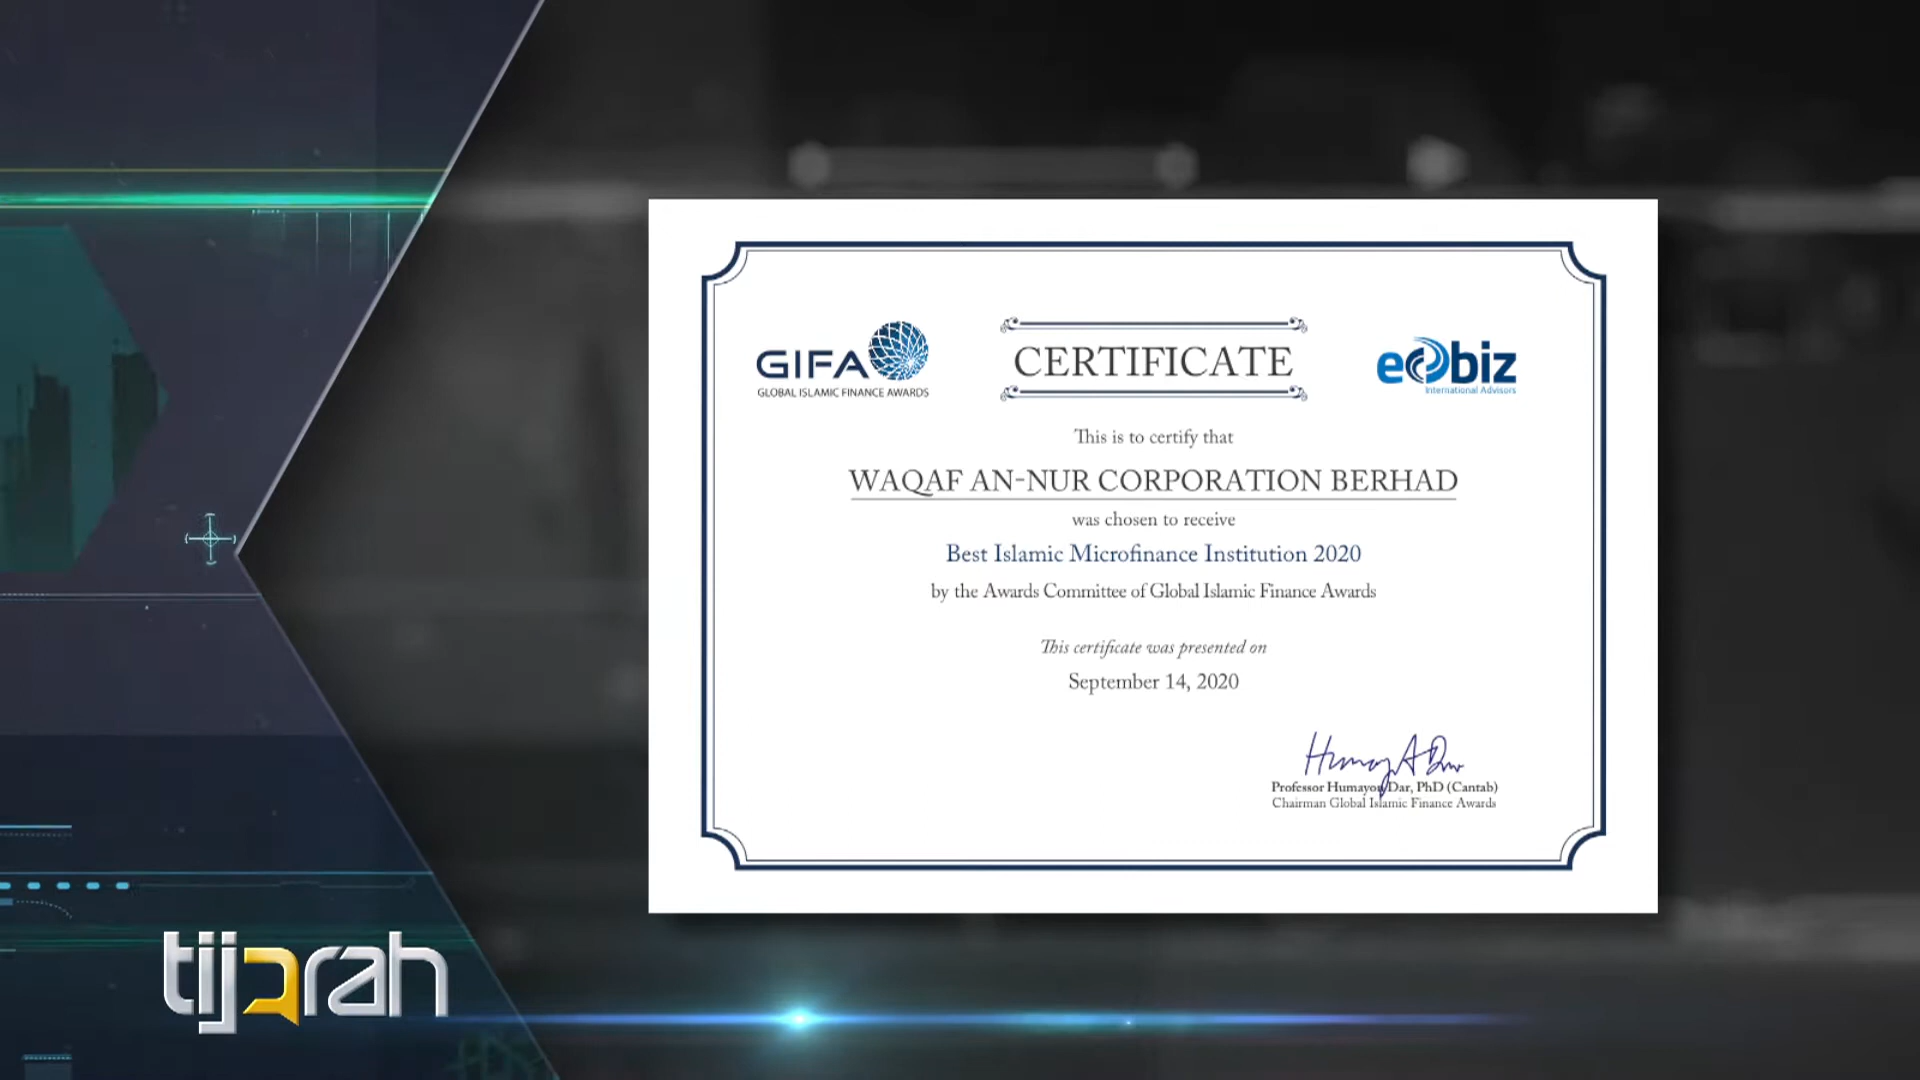 GIFA
GLOBAL ISLAMIC FINANCE AWARDS
CERTIFICATE
eobiz
International Advisors
This is to certify that
WAQAF AN-NUR CORPORATION BERHAD
was chosen to receive
Best Islamic Microfinance Institution 2020
by the Awards Committee of Global Islamic Finance Awards
This certificate was presented on
September 14, 2020
Professor Humayon Dar, PhD (Cantab)
Chairman Global Islamic Finance Awards
tijarah